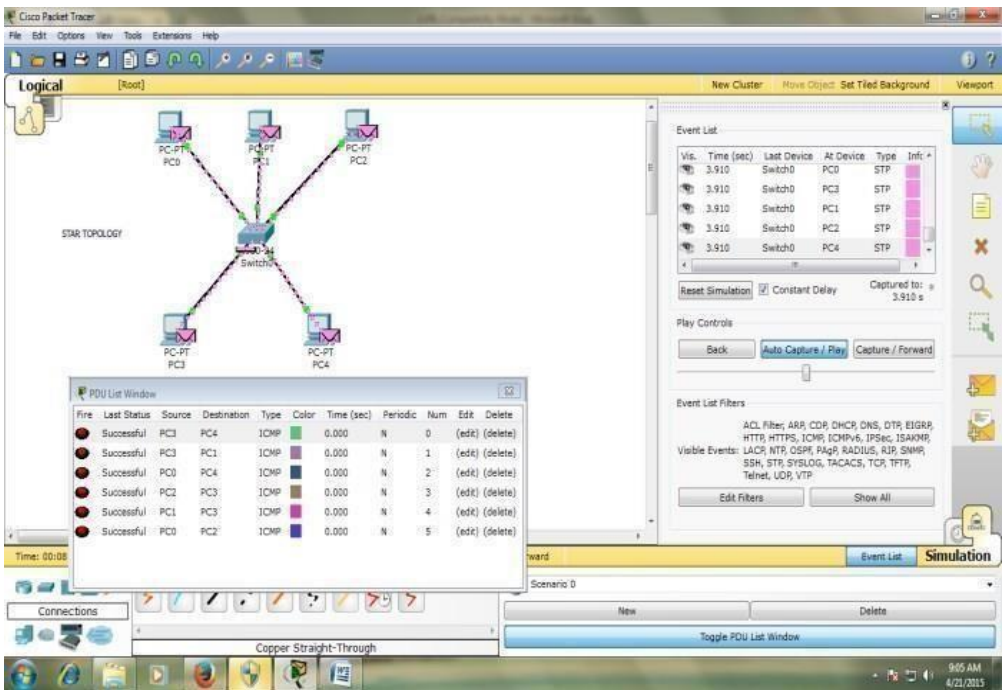 Cisco Packet Tracer
File Edit Options View Tools Extensions Help
Logical [Root] New Cluster Move Object Set Tiled Background Viewport
PC-PT PC-PT PC-PT
PC0 PC1 PC2
STAR TOPOLOGY
Switch0
PC-PT PC-PT
PC3 PC4
Event List
Vis. Time (sec) Last Device At Device Type Info
3.910 Switch0 PC0 STP
3.910 Switch0 PC3 STP
3.910 Switch0 PC1 STP
3.910 Switch0 PC2 STP
3.910 Switch0 PC4 STP
Reset Simulation Constant Delay Captured to:
3.910 s
Play Controls
Back Auto Capture / Play Capture / Forward
Event List Filters
Visible Events: ACL Filter, ARP, CDP, DHCP, DNS, DTP, EIGRP,
HTTP, HTTPS, ICMP, ICMPv6, IPSec, ISAKMP,
LACP, NTP, OSPF, PAgP, RADIUS, RIP, SNMP,
SSH, STP, SYSLOG, TACACS, TCP, TFTP,
Telnet, UDP, VTP
Edit Filters Show All
PDU List Window
Fire Last Status Source Destination Type Color Time (sec) Periodic Num Edit Delete
Successful PC3 PC4 ICMP 0.000 N 0 (edit) (delete)
Successful PC3 PC1 ICMP 0.000 N 1 (edit) (delete)
Successful PC0 PC4 ICMP 0.000 N 2 (edit) (delete)
Successful PC2 PC3 ICMP 0.000 N 3 (edit) (delete)
Successful PC1 PC3 ICMP 0.000 N 4 (edit) (delete)
Successful PC0 PC2 ICMP 0.000 N 5 (edit) (delete)
Time: 00:08 ward Event List Simulation
Scenario 0
Connections New Delete
Toggle PDU List Window
Copper Straight-Through
9:05 AM
4/21/2015